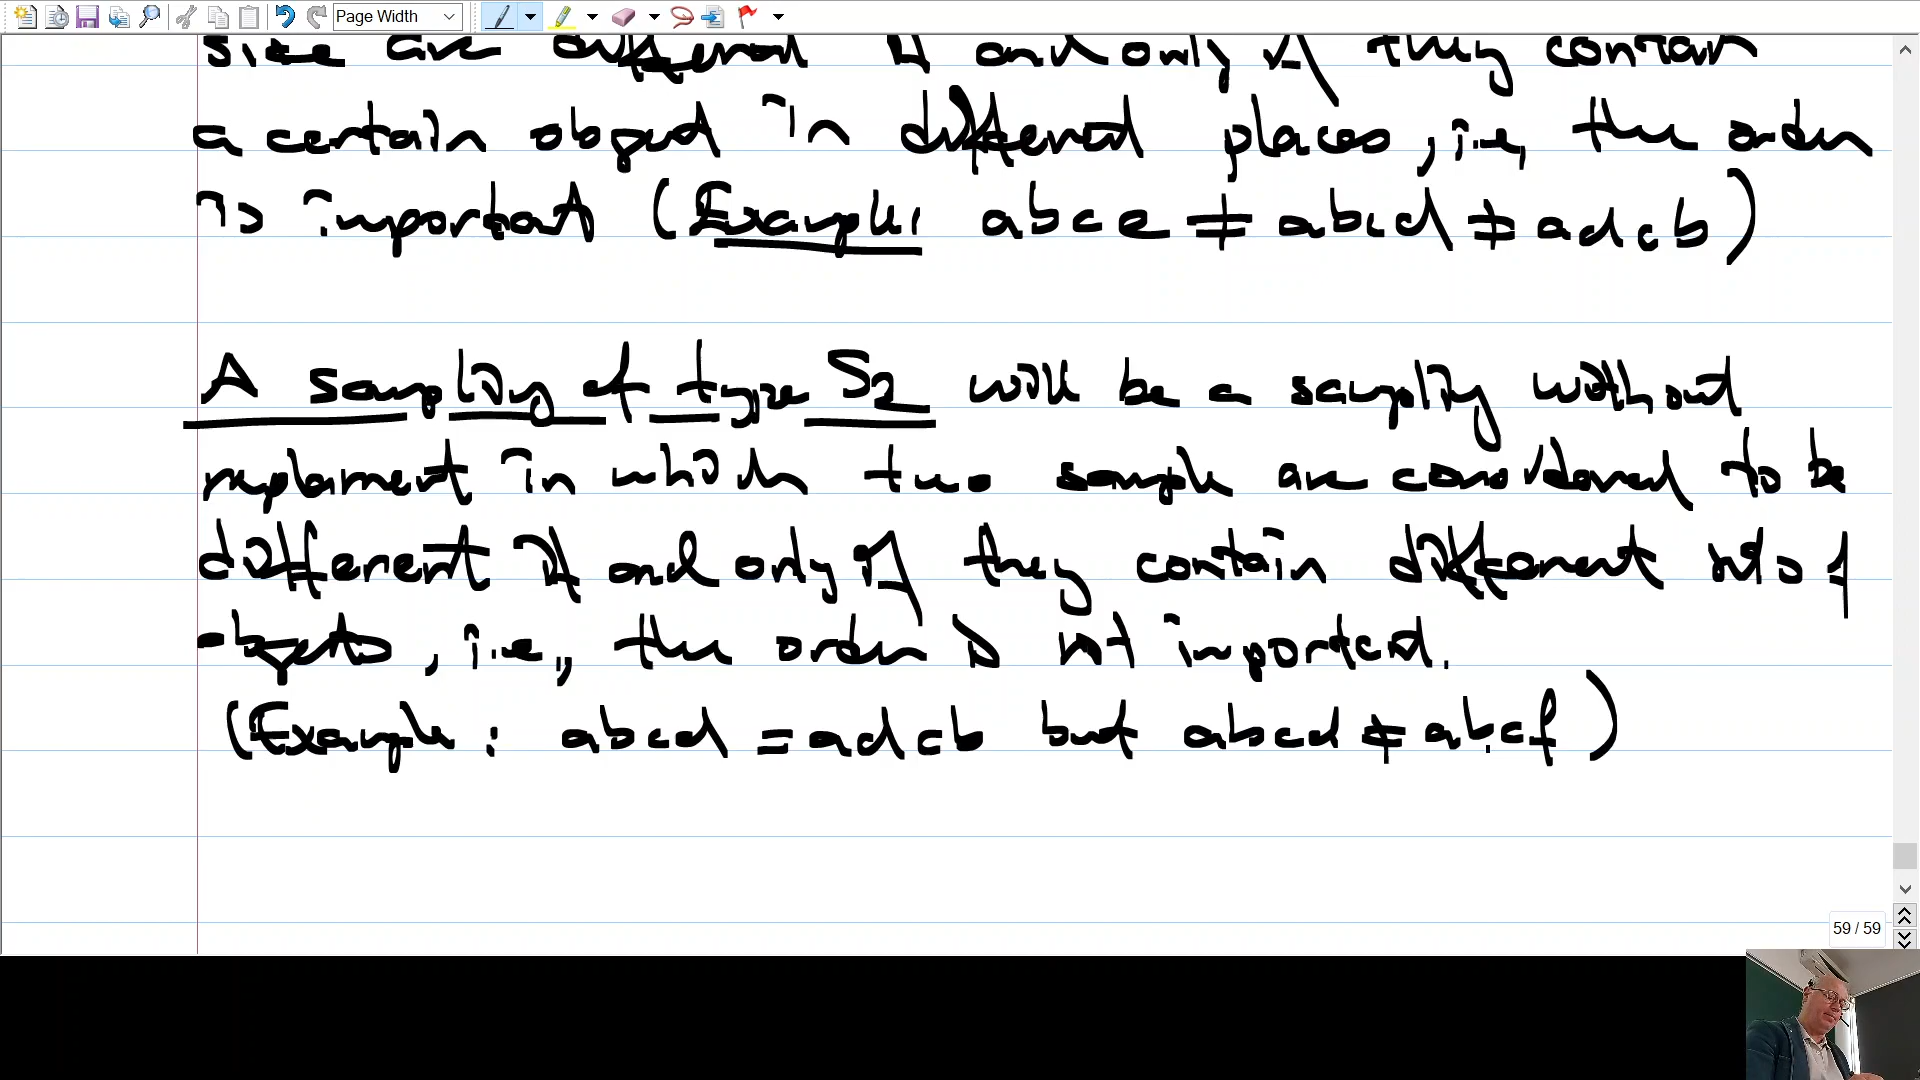 Page Width
size are different if and only if they contain
a certain object in different places, i.e, the order
is important (Example: abce ≠ abcd ≠ adcb)
A sampling of type S2 will be a sampling without
replament in which two sample are considered to be
different if and only if they contain different sets of
objects, i.e., the order is not important.
(Example: abcd = adcb but abcd ≠ abcf)
59 / 59